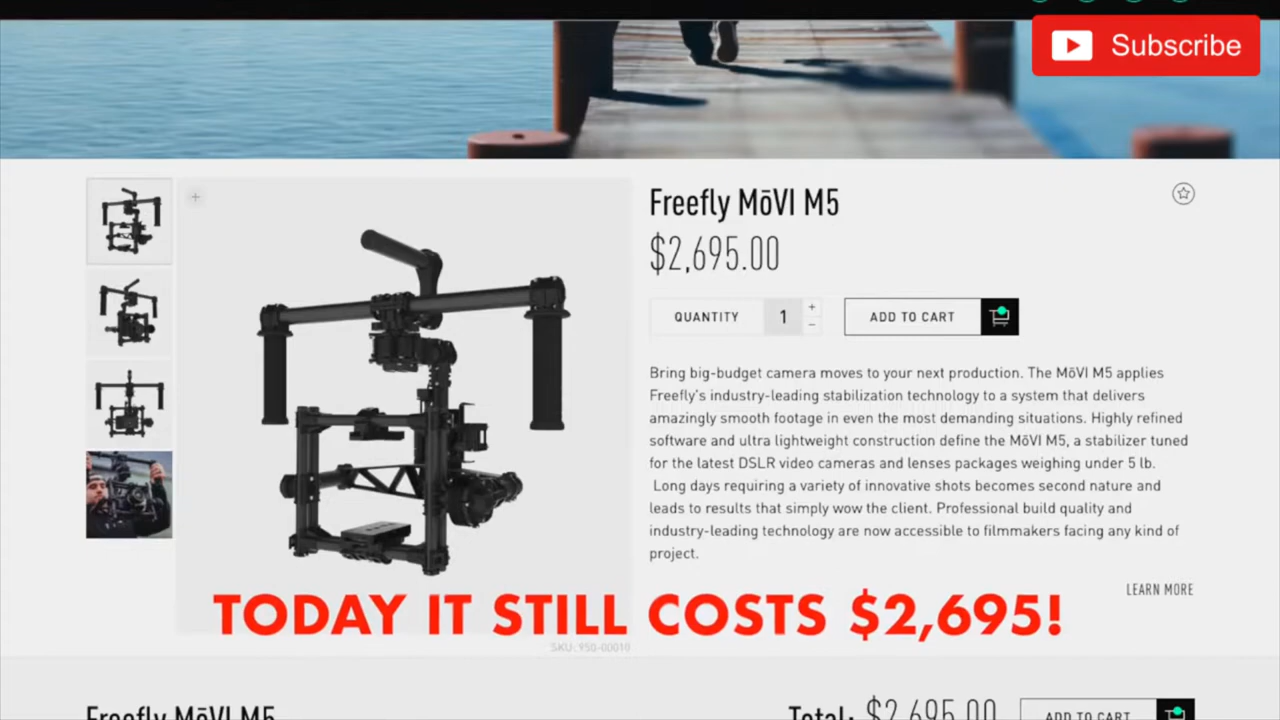 Subscribe
Freefly MōVI M5
$2,695.00
QUANTITY 1 + −
ADD TO CART
Bring big-budget camera moves to your next production. The MōVI M5 applies
Freefly's industry-leading stabilization technology to a system that delivers
amazingly smooth footage in even the most demanding situations. Highly refined
software and ultra lightweight construction define the MōVI M5, a stabilizer tuned
for the latest DSLR video cameras and lenses packages weighing under 5 lb.
Long days requiring a variety of innovative shots becomes second nature and
leads to results that simply wow the client. Professional build quality and
industry-leading technology are now accessible to filmmakers facing any kind of
project.
LEARN MORE
TODAY IT STILL COSTS $2,695!
SKU: 950-00010
Freefly MōVI M5
Total: $2,695.00
ADD TO CART